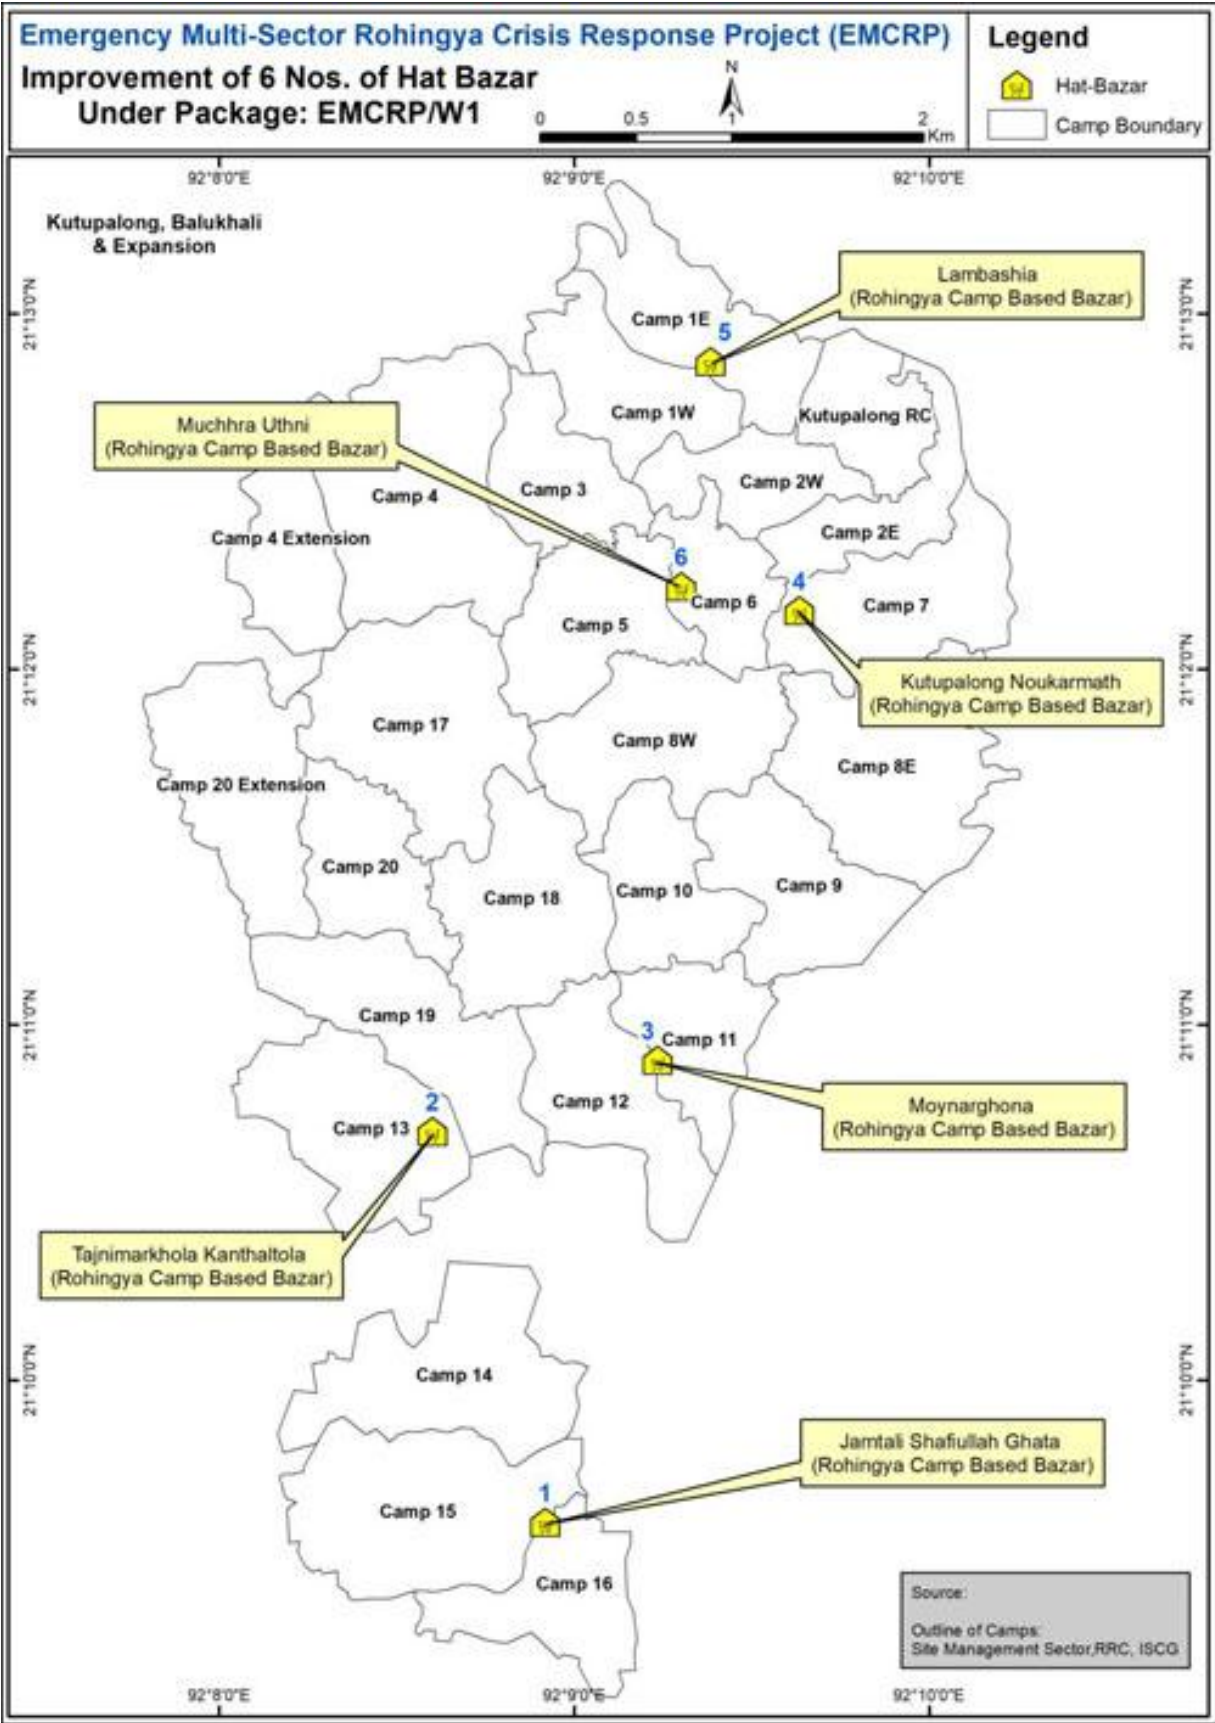 Emergency Multi-Sector Rohingya Crisis Response Project (EMCRP)
Improvement of 6 Nos. of Hat Bazar
Under Package: EMCRP/W1
N
0 0.5 1 2
Km
Legend
Hat-Bazar
Camp Boundary
92°8'0"E 92°9'0"E 92°10'0"E
Kutupalong, Balukhali
& Expansion
Lambashia
(Rohingya Camp Based Bazar)
21°13'0"N
21°13'0"N
Camp 1E
5
Camp 1W
Kutupalong RC
Muchhra Uthni
(Rohingya Camp Based Bazar)
Camp 2W
Camp 3
Camp 4
Camp 2E
Camp 4 Extension
6
4
Camp 6
Camp 7
Camp 5
21°12'0"N
21°12'0"N
Kutupalong Noukarmath
(Rohingya Camp Based Bazar)
Camp 17
Camp 8W
Camp 8E
Camp 20 Extension
Camp 20
Camp 18
Camp 10
Camp 9
Camp 19
21°11'0"N
21°11'0"N
3
Camp 11
Camp 12
2
Camp 13
Moynarghona
(Rohingya Camp Based Bazar)
Tajnimarkhola Kanthaltola
(Rohingya Camp Based Bazar)
Camp 14
21°10'0"N
21°10'0"N
Jamtali Shafiullah Ghata
(Rohingya Camp Based Bazar)
1
Camp 15
Camp 16
Source:
Outline of Camps:
Site Management Sector,RRC, ISCG
92°8'0"E 92°9'0"E 92°10'0"E